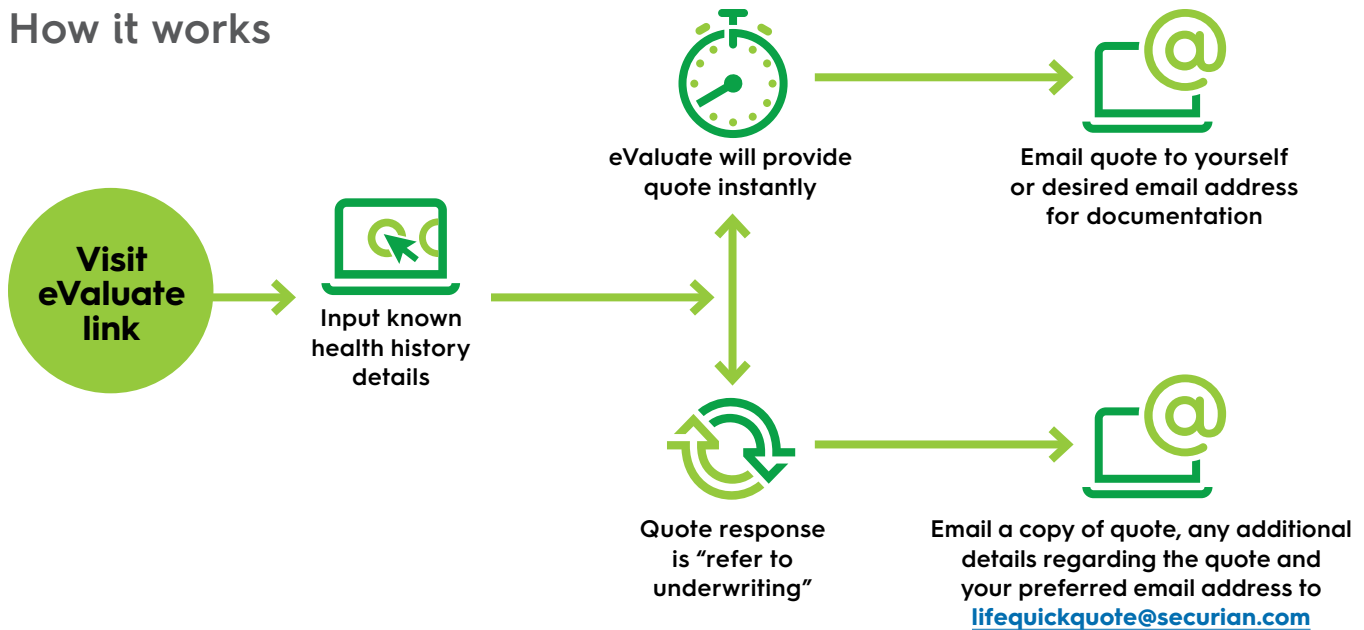 How it works
Visit
eValuate
link
Input known
health history
details
eValuate will provide
quote instantly
Email quote to yourself
or desired email address
for documentation
Quote response
is “refer to
underwriting”
Email a copy of quote, any additional
details regarding the quote and
your preferred email address to
lifequickquote@securian.com